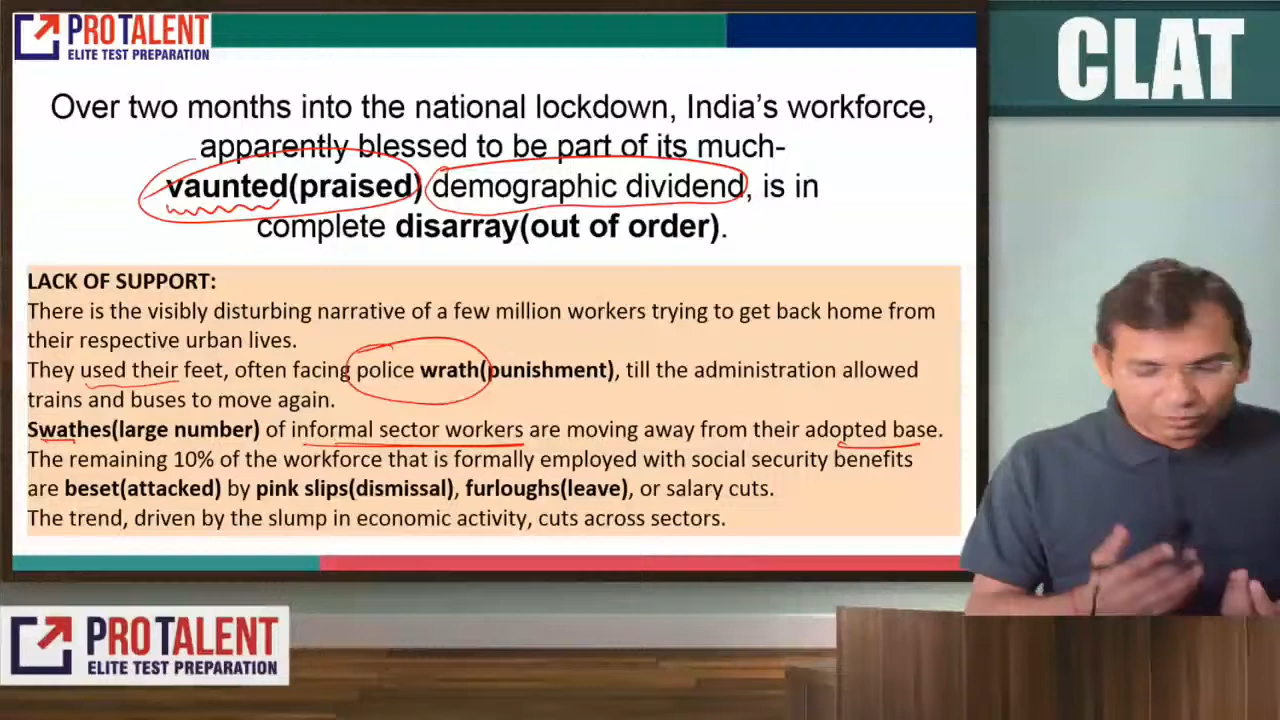 PRO TALENT
ELITE TEST PREPARATION
CLAT
Over two months into the national lockdown, India's workforce,
apparently blessed to be part of its much-
vaunted(praised) demographic dividend, is in
complete disarray(out of order).
LACK OF SUPPORT:
There is the visibly disturbing narrative of a few million workers trying to get back home from
their respective urban lives.
They used their feet, often facing police wrath(punishment), till the administration allowed
trains and buses to move again.
Swathes(large number) of informal sector workers are moving away from their adopted base.
The remaining 10% of the workforce that is formally employed with social security benefits
are beset(attacked) by pink slips(dismissal), furloughs(leave), or salary cuts.
The trend, driven by the slump in economic activity, cuts across sectors.
PRO TALENT
ELITE TEST PREPARATION